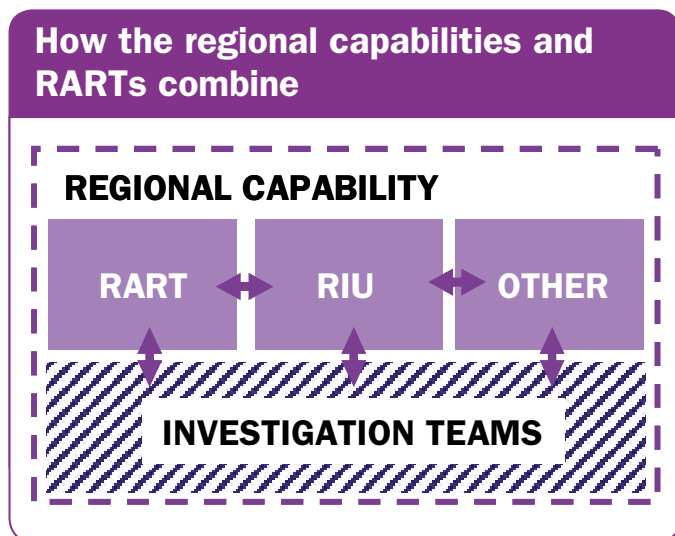 How the regional capabilities and
RARTs combine
REGIONAL CAPABILITY
RART
RIU
OTHER
INVESTIGATION TEAMS